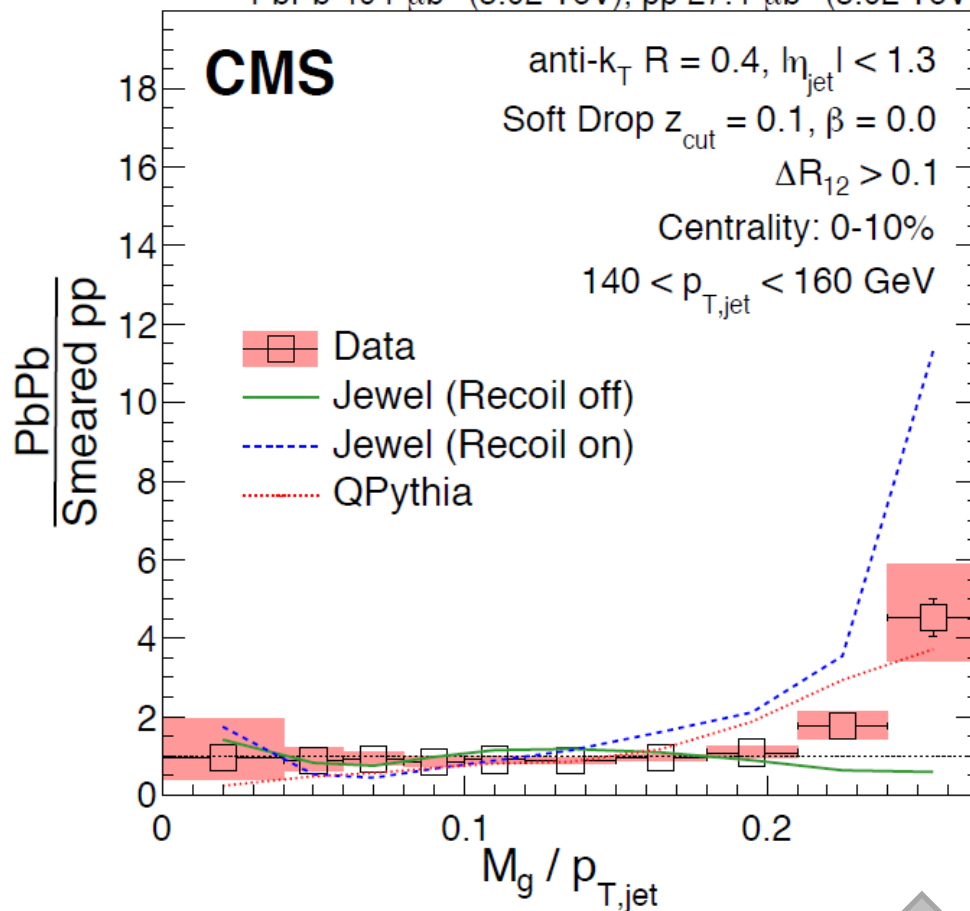 CMS
anti-k_T R = 0.4, |η_jet| < 1.3
Soft Drop z_cut = 0.1, β = 0.0
ΔR_12 > 0.1
Centrality: 0-10%
140 < p_T,jet < 160 GeV
Data
Jewel (Recoil off)
Jewel (Recoil on)
QPythia
PbPb
Smeared pp
18
16
14
12
10
8
6
4
2
0
0 0.1 0.2
M_g / p_T,jet